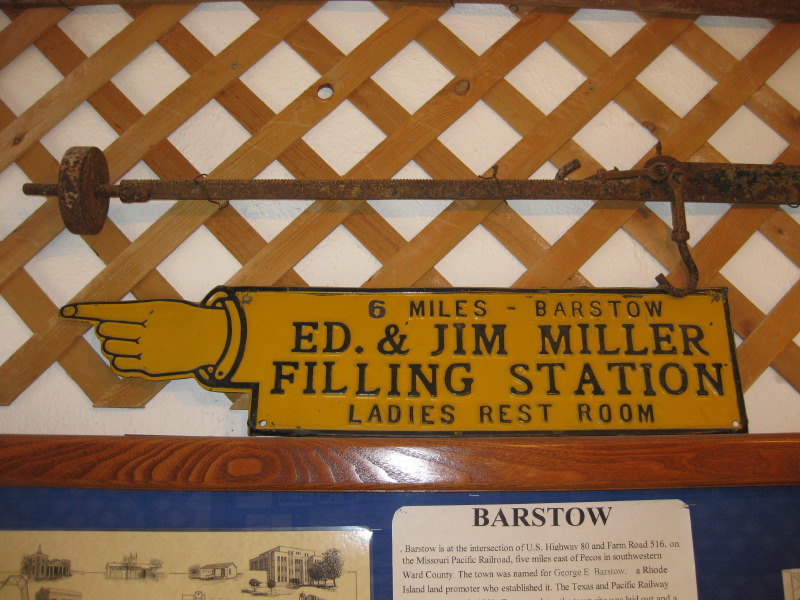 6 MILES - BARSTOW
ED. & JIM MILLER
FILLING STATION
LADIES REST ROOM
BARSTOW
. Barstow is at the intersection of U.S. Highway 80 and Farm Road 516, on
the Missouri Pacific Railroad, five miles east of Pecos in southwestern
Ward County. The town was named for George E. Barstow, a Rhode
Island land promoter who established it. The Texas and Pacific Railway